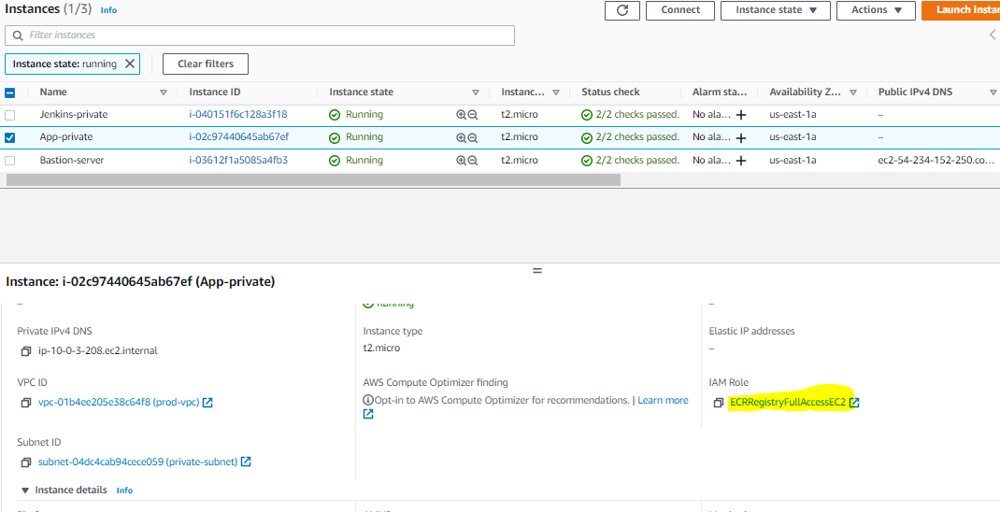 Instances (1/3) Info
Connect Instance state Actions Launch Instan
Filter instances
Instance state: running Clear filters
Name Instance ID Instance state Instanc... Status check Alarm sta... Availability Z... Public IPv4 DNS
Jenkins-private i-040151f6c128a3f18 Running t2.micro 2/2 checks passed. No ala... + us-east-1a –
App-private i-02c97440645ab67ef Running t2.micro 2/2 checks passed. No ala... + us-east-1a –
Bastion-server i-03612f1a5085a4fb3 Running t2.micro 2/2 checks passed. No ala... + us-east-1a ec2-54-234-152-250.co...
Instance: i-02c97440645ab67ef (App-private)
– Running –
Private IPv4 DNS Instance type Elastic IP addresses
ip-10-0-3-208.ec2.internal t2.micro –
VPC ID AWS Compute Optimizer finding IAM Role
vpc-01b4ee205e38c64f8 (prod-vpc) Opt-in to AWS Compute Optimizer for recommendations. | Learn more ECRRegistryFullAccessEC2
Subnet ID
subnet-04dc4cab94cece059 (private-subnet)
Instance details Info